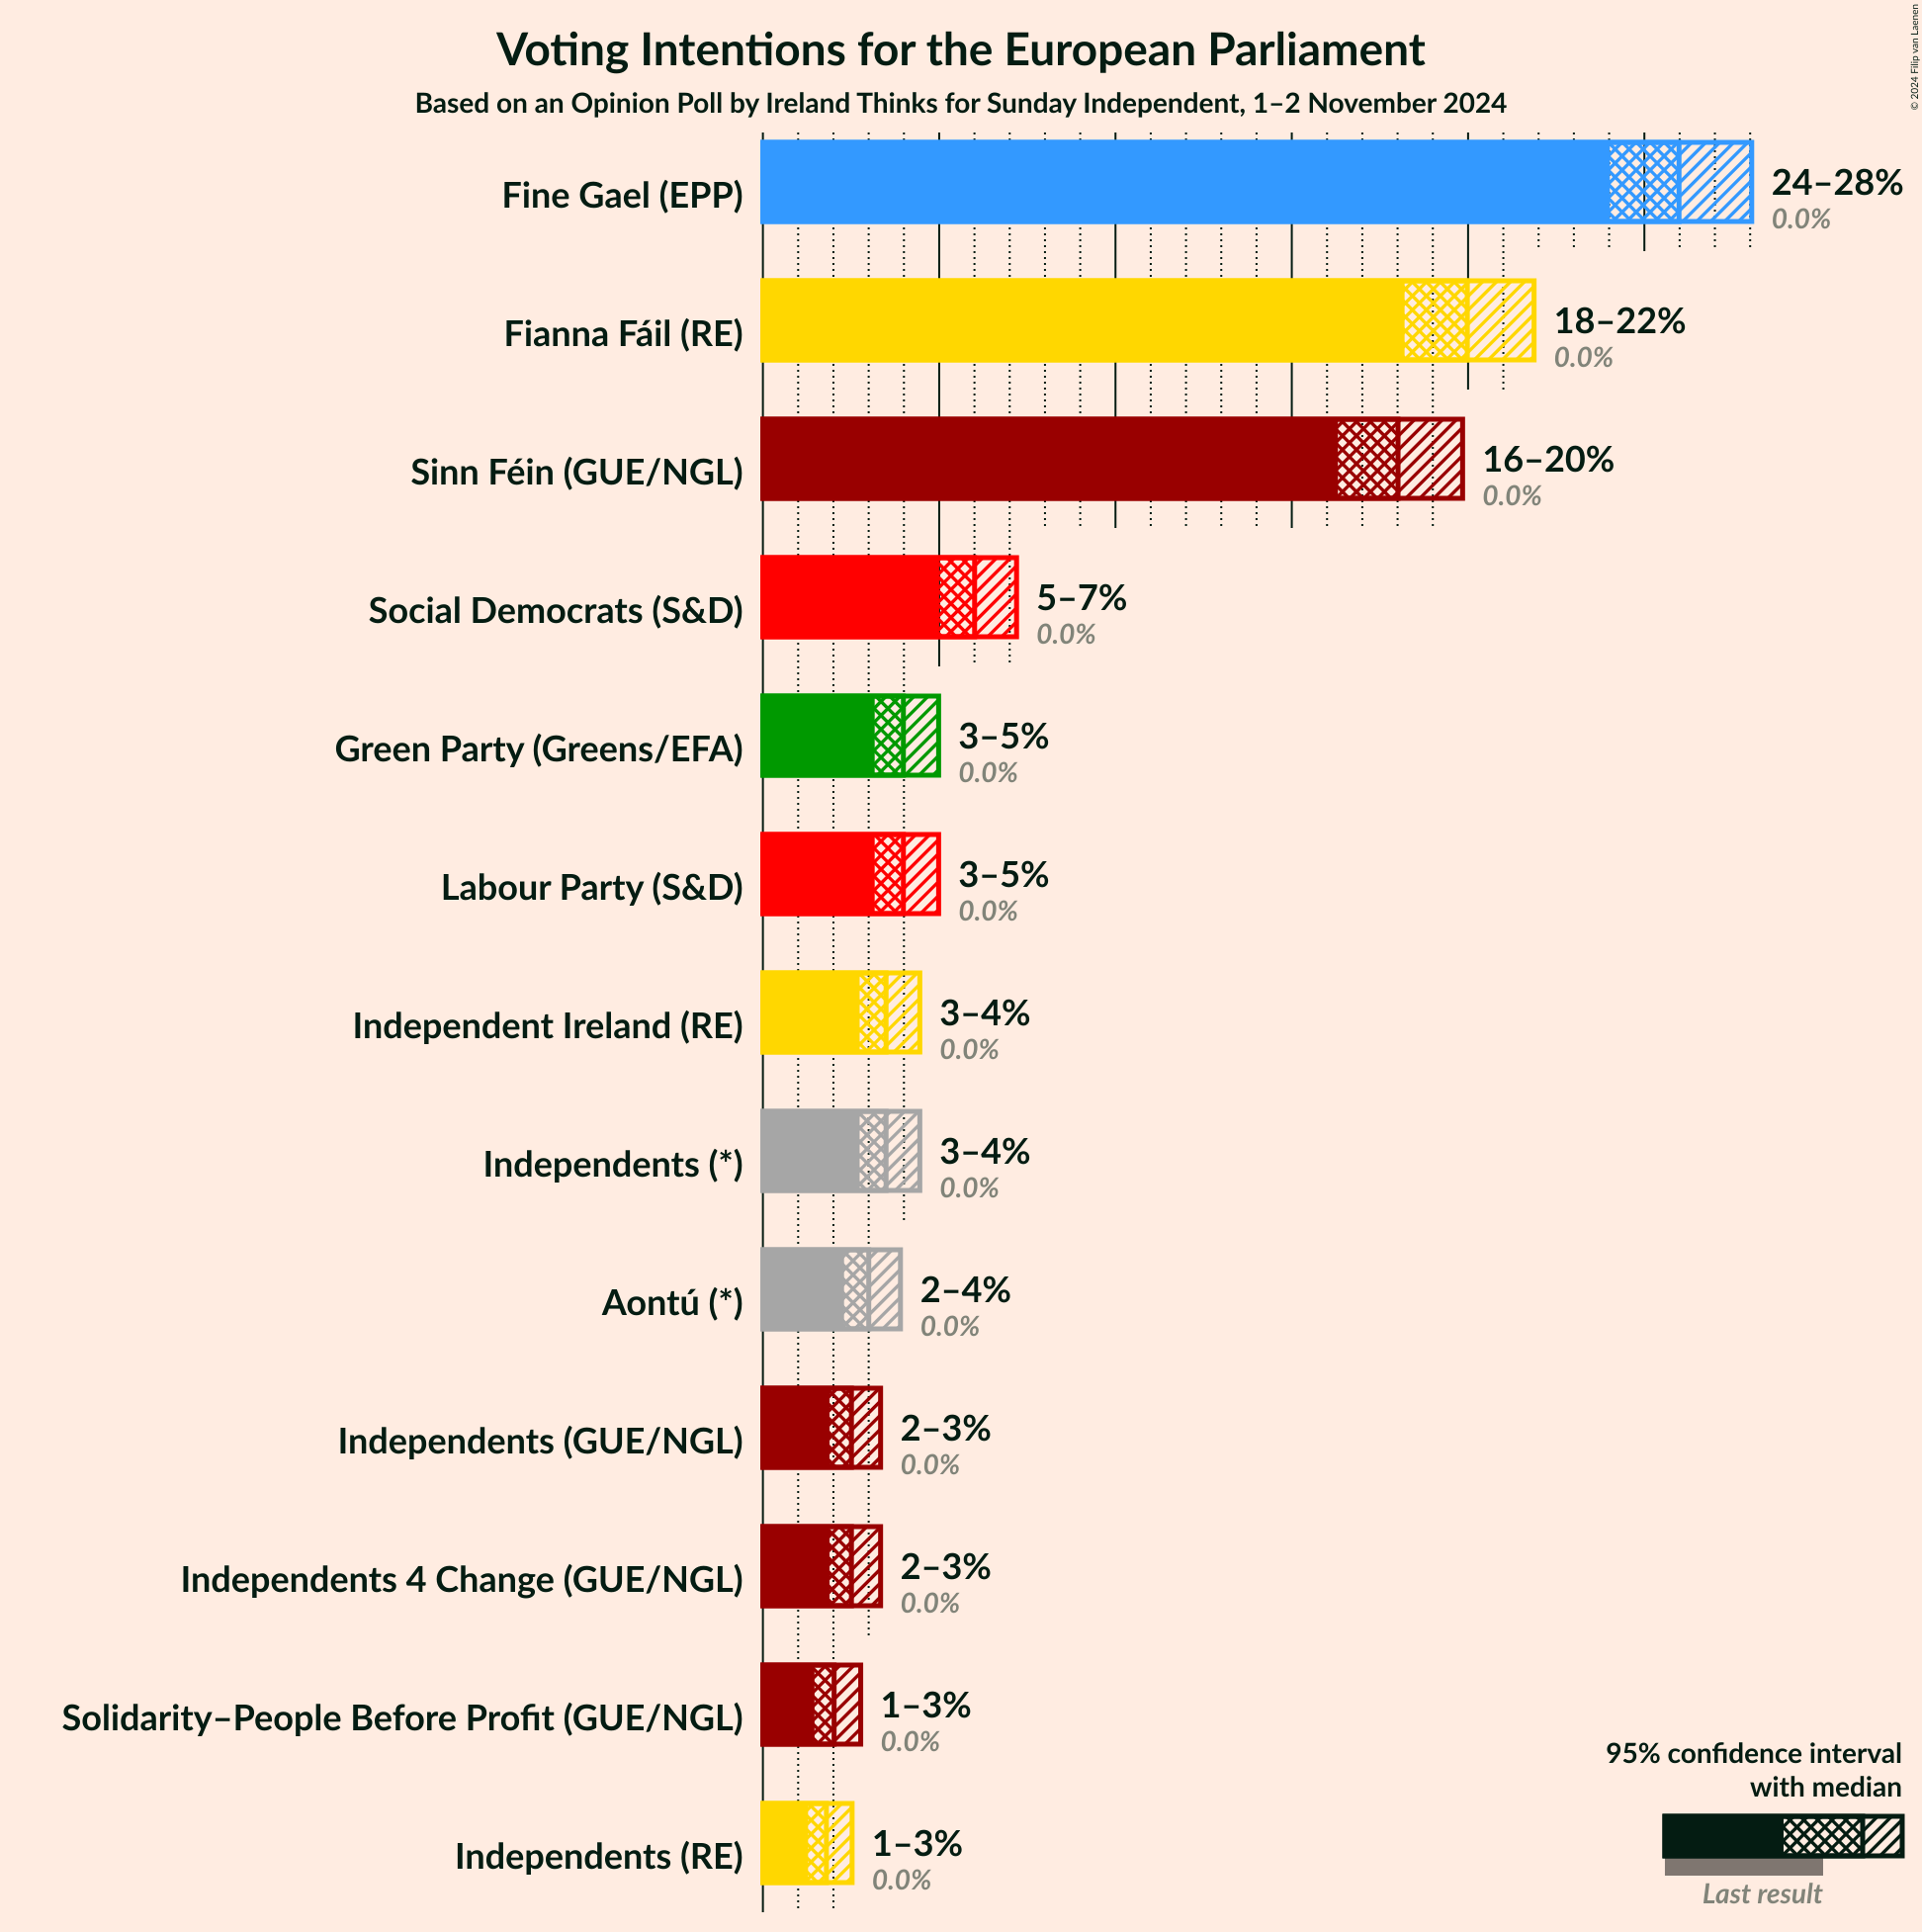 Voting Intentions for the European Parliament
Based on an Opinion Poll by Ireland Thinks for Sunday Independent, 1–2 November 2024
© 2024 Filip van Laenen
Fine Gael (EPP)
24–28%
0.0%
Fianna Fáil (RE)
18–22%
0.0%
Sinn Féin (GUE/NGL)
16–20%
0.0%
Social Democrats (S&D)
5–7%
0.0%
Green Party (Greens/EFA)
3–5%
0.0%
Labour Party (S&D)
3–5%
0.0%
Independent Ireland (RE)
3–4%
0.0%
Independents (*)
3–4%
0.0%
Aontú (*)
2–4%
0.0%
Independents (GUE/NGL)
2–3%
0.0%
Independents 4 Change (GUE/NGL)
2–3%
0.0%
Solidarity–People Before Profit (GUE/NGL)
1–3%
0.0%
Independents (RE)
1–3%
0.0%
95% confidence interval
with median
Last result